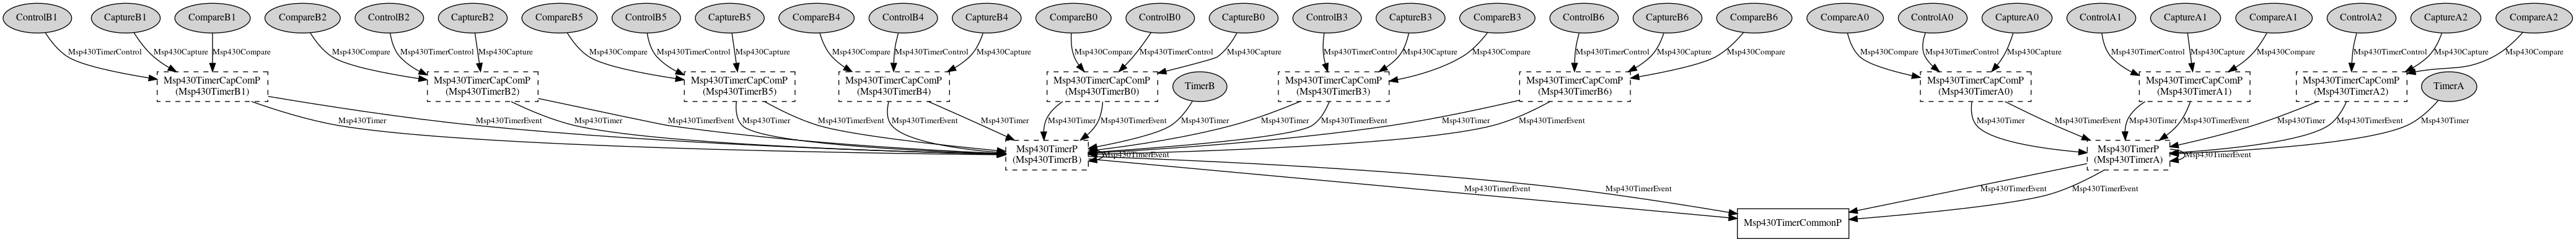 ControlB1 CaptureB1 CompareB1 CompareB2 ControlB2 CaptureB2 CompareB5 ControlB5 CaptureB5 CompareB4 ControlB4 CaptureB4 CompareB0 ControlB0 CaptureB0 ControlB3 CaptureB3 CompareB3 ControlB6 CaptureB6 CompareB6 CompareA0 ControlA0 CaptureA0 ControlA1 CaptureA1 CompareA1 ControlA2 CaptureA2 CompareA2
Msp430TimerControl Msp430Capture Msp430Compare Msp430Compare Msp430TimerControl Msp430Capture Msp430Compare Msp430TimerControl Msp430Capture Msp430Compare Msp430TimerControl Msp430Capture Msp430Compare Msp430TimerControl Msp430Capture Msp430TimerControl Msp430Capture Msp430Compare Msp430TimerControl Msp430Capture Msp430Compare Msp430Compare Msp430TimerControl Msp430Capture Msp430TimerControl Msp430Capture Msp430Compare Msp430TimerControl Msp430Capture Msp430Compare
Msp430TimerCapComP Msp430TimerCapComP Msp430TimerCapComP Msp430TimerCapComP Msp430TimerCapComP Msp430TimerCapComP Msp430TimerCapComP Msp430TimerCapComP Msp430TimerCapComP Msp430TimerCapComP
TimerB TimerA
(Msp430TimerB1) (Msp430TimerB2) (Msp430TimerB5) (Msp430TimerB4) (Msp430TimerB0) (Msp430TimerB3) (Msp430TimerB6) (Msp430TimerA0) (Msp430TimerA1) (Msp430TimerA2)
Msp430Timer Msp430TimerEvent Msp430Timer Msp430TimerEvent Msp430Timer Msp430TimerEvent Msp430TimerEvent Msp430Timer Msp430Timer Msp430TimerEvent Msp430Timer Msp430Timer Msp430TimerEvent Msp430Timer Msp430TimerEvent Msp430Timer Msp430TimerEvent Msp430Timer Msp430TimerEvent Msp430Timer Msp430TimerEvent Msp430Timer
Msp430TimerP Msp430TimerP
Msp430TimerEvent Msp430TimerEvent
(Msp430TimerB) (Msp430TimerA)
Msp430TimerEvent Msp430TimerEvent Msp430TimerEvent Msp430TimerEvent
Msp430TimerCommonP